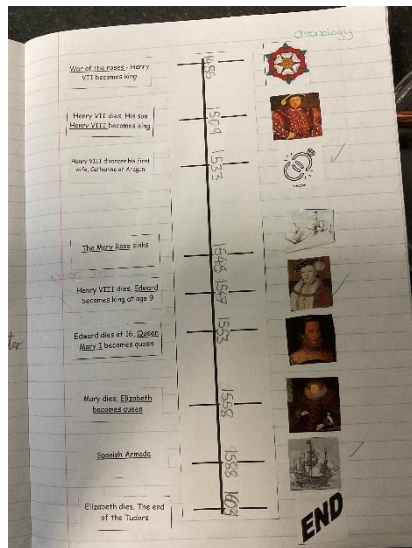 chronology
War of the roses - Henry
VII becomes king
1485
Henry VII dies. His son
Henry VIII becomes king
1509
Henry VIII divorces his first
wife, Catherine of Aragon
1533
The Mary Rose sinks
1545
Henry VIII dies, Edward
becomes king at age 9
1547
Edward dies at 16, Queen
Mary I becomes queen
1553
Mary dies, Elizabeth
becomes queen
1558
Spanish Armada
1588
Elizabeth dies, The end
of the Tudors
1603
END